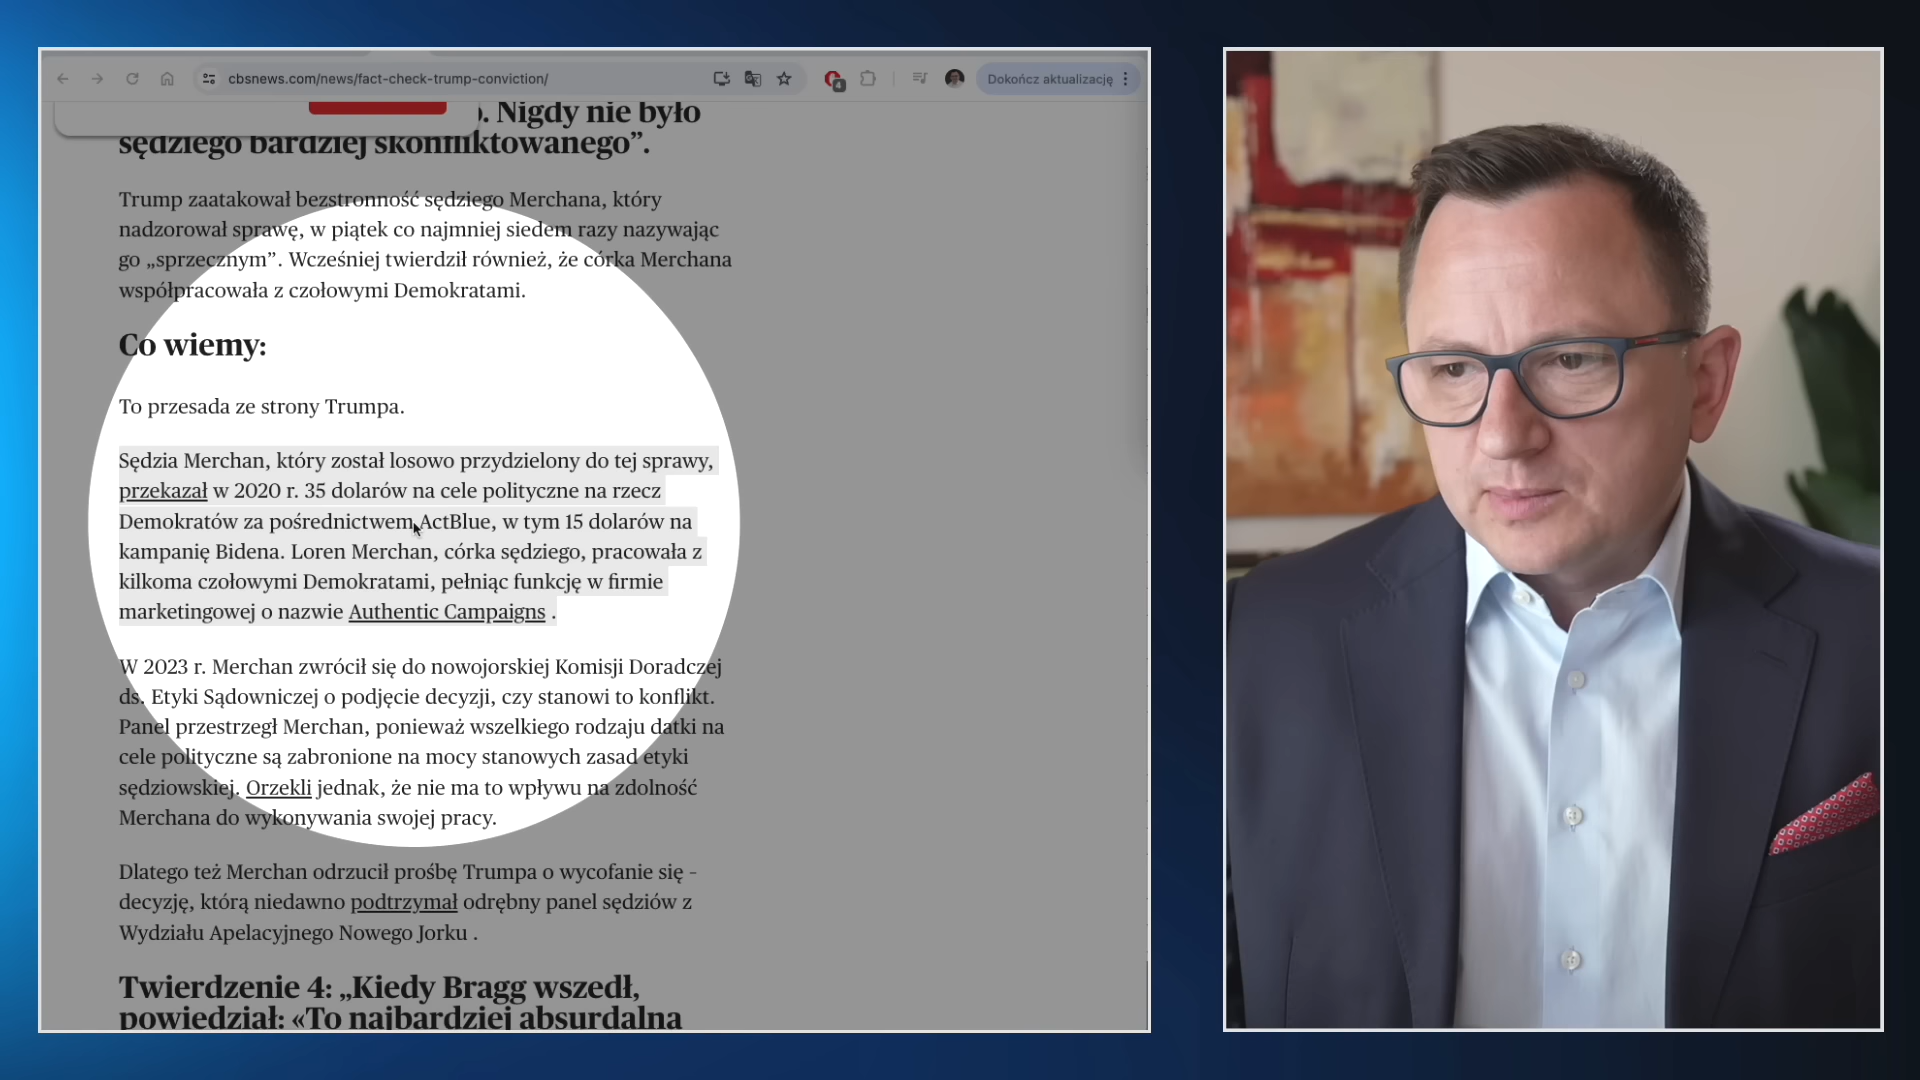 cbsnews.com/news/fact-check-trump-conviction/
4
Dokończ aktualizację
. Nigdy nie było
sędziego bardziej skonfliktowanego”.
Trump zaatakował bezstronność sędziego Merchana, który
nadzorował sprawę, w piątek co najmniej siedem razy nazywając
go „sprzecznym”. Wcześniej twierdził również, że córka Merchana
współpracowała z czołowymi Demokratami.
Co wiemy:
To przesada ze strony Trumpa.
Sędzia Merchan, który został losowo przydzielony do tej sprawy,
przekazał w 2020 r. 35 dolarów na cele polityczne na rzecz
Demokratów za pośrednictwem ActBlue, w tym 15 dolarów na
kampanię Bidena. Loren Merchan, córka sędziego, pracowała z
kilkoma czołowymi Demokratami, pełniąc funkcję w firmie
marketingowej o nazwie Authentic Campaigns .
W 2023 r. Merchan zwrócił się do nowojorskiej Komisji Doradczej
ds. Etyki Sądowniczej o podjęcie decyzji, czy stanowi to konflikt.
Panel przestrzegł Merchan, ponieważ wszelkiego rodzaju datki na
cele polityczne są zabronione na mocy stanowych zasad etyki
sędziowskiej. Orzekli jednak, że nie ma to wpływu na zdolność
Merchana do wykonywania swojej pracy.
Dlatego też Merchan odrzucił prośbę Trumpa o wycofanie się –
decyzję, którą niedawno podtrzymał odrębny panel sędziów z
Wydziału Apelacyjnego Nowego Jorku .
Twierdzenie 4: „Kiedy Bragg wszedł,
powiedział: «To najbardziej absurdalna